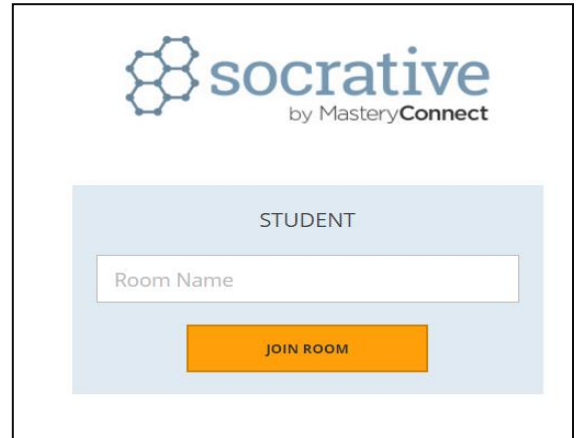 socrative
by MasteryConnect
STUDENT
Room Name
JOIN ROOM